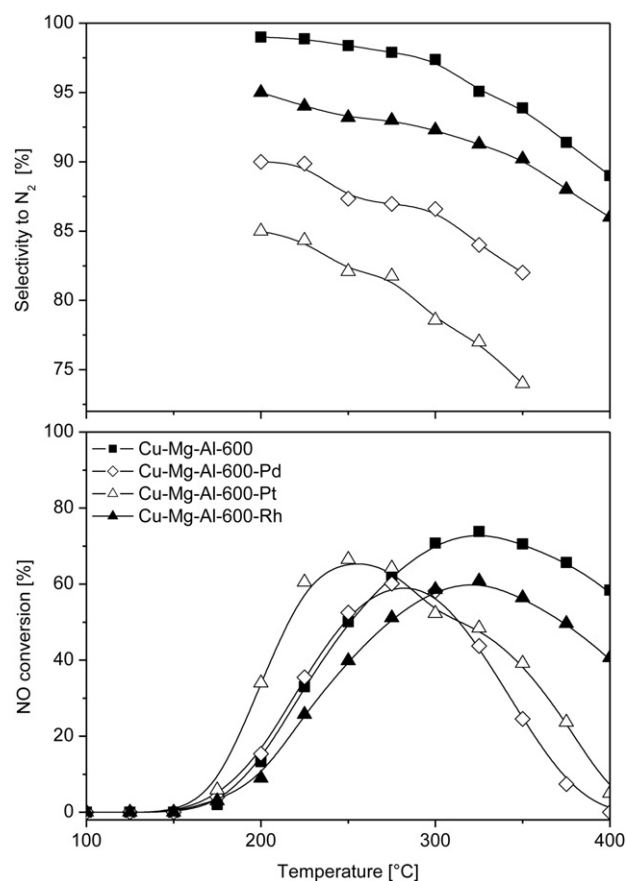 100
95
90
85
80
75
Selectivity to N₂ [%]
100
80
60
40
20
0
NO conversion [%]
Cu-Mg-Al-600
Cu-Mg-Al-600-Pd
Cu-Mg-Al-600-Pt
Cu-Mg-Al-600-Rh
100 200 300 400
Temperature [°C]